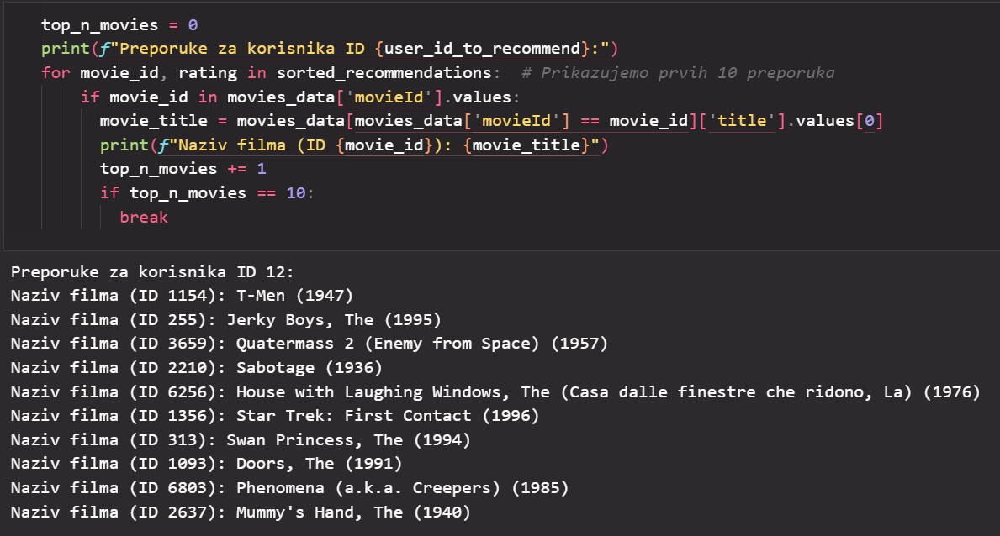 top_n_movies = 0
print(f"Preporuke za korisnika ID {user_id_to_recommend}:")
for movie_id, rating in sorted_recommendations:  # Prikazujemo prvih 10 preporuka
    if movie_id in movies_data['movieId'].values:
      movie_title = movies_data[movies_data['movieId'] == movie_id]['title'].values[0]
      print(f"Naziv filma (ID {movie_id}): {movie_title}")
      top_n_movies += 1
      if top_n_movies == 10:
        break
Preporuke za korisnika ID 12:
Naziv filma (ID 1154): T-Men (1947)
Naziv filma (ID 255): Jerky Boys, The (1995)
Naziv filma (ID 3659): Quatermass 2 (Enemy from Space) (1957)
Naziv filma (ID 2210): Sabotage (1936)
Naziv filma (ID 6256): House with Laughing Windows, The (Casa dalle finestre che ridono, La) (1976)
Naziv filma (ID 1356): Star Trek: First Contact (1996)
Naziv filma (ID 313): Swan Princess, The (1994)
Naziv filma (ID 1093): Doors, The (1991)
Naziv filma (ID 6803): Phenomena (a.k.a. Creepers) (1985)
Naziv filma (ID 2637): Mummy's Hand, The (1940)